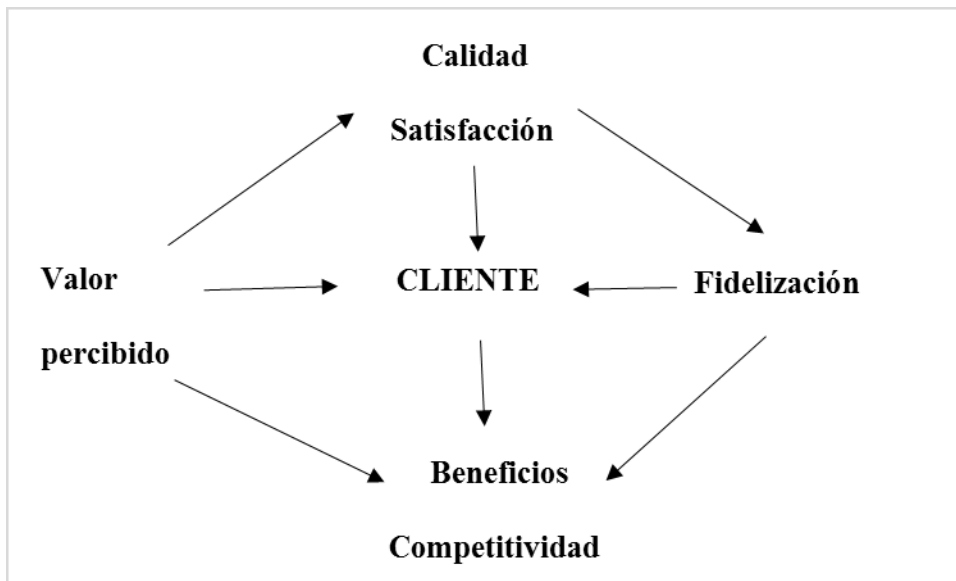 Calidad
Satisfacción
Valor
percibido
CLIENTE
Fidelización
Beneficios
Competitividad